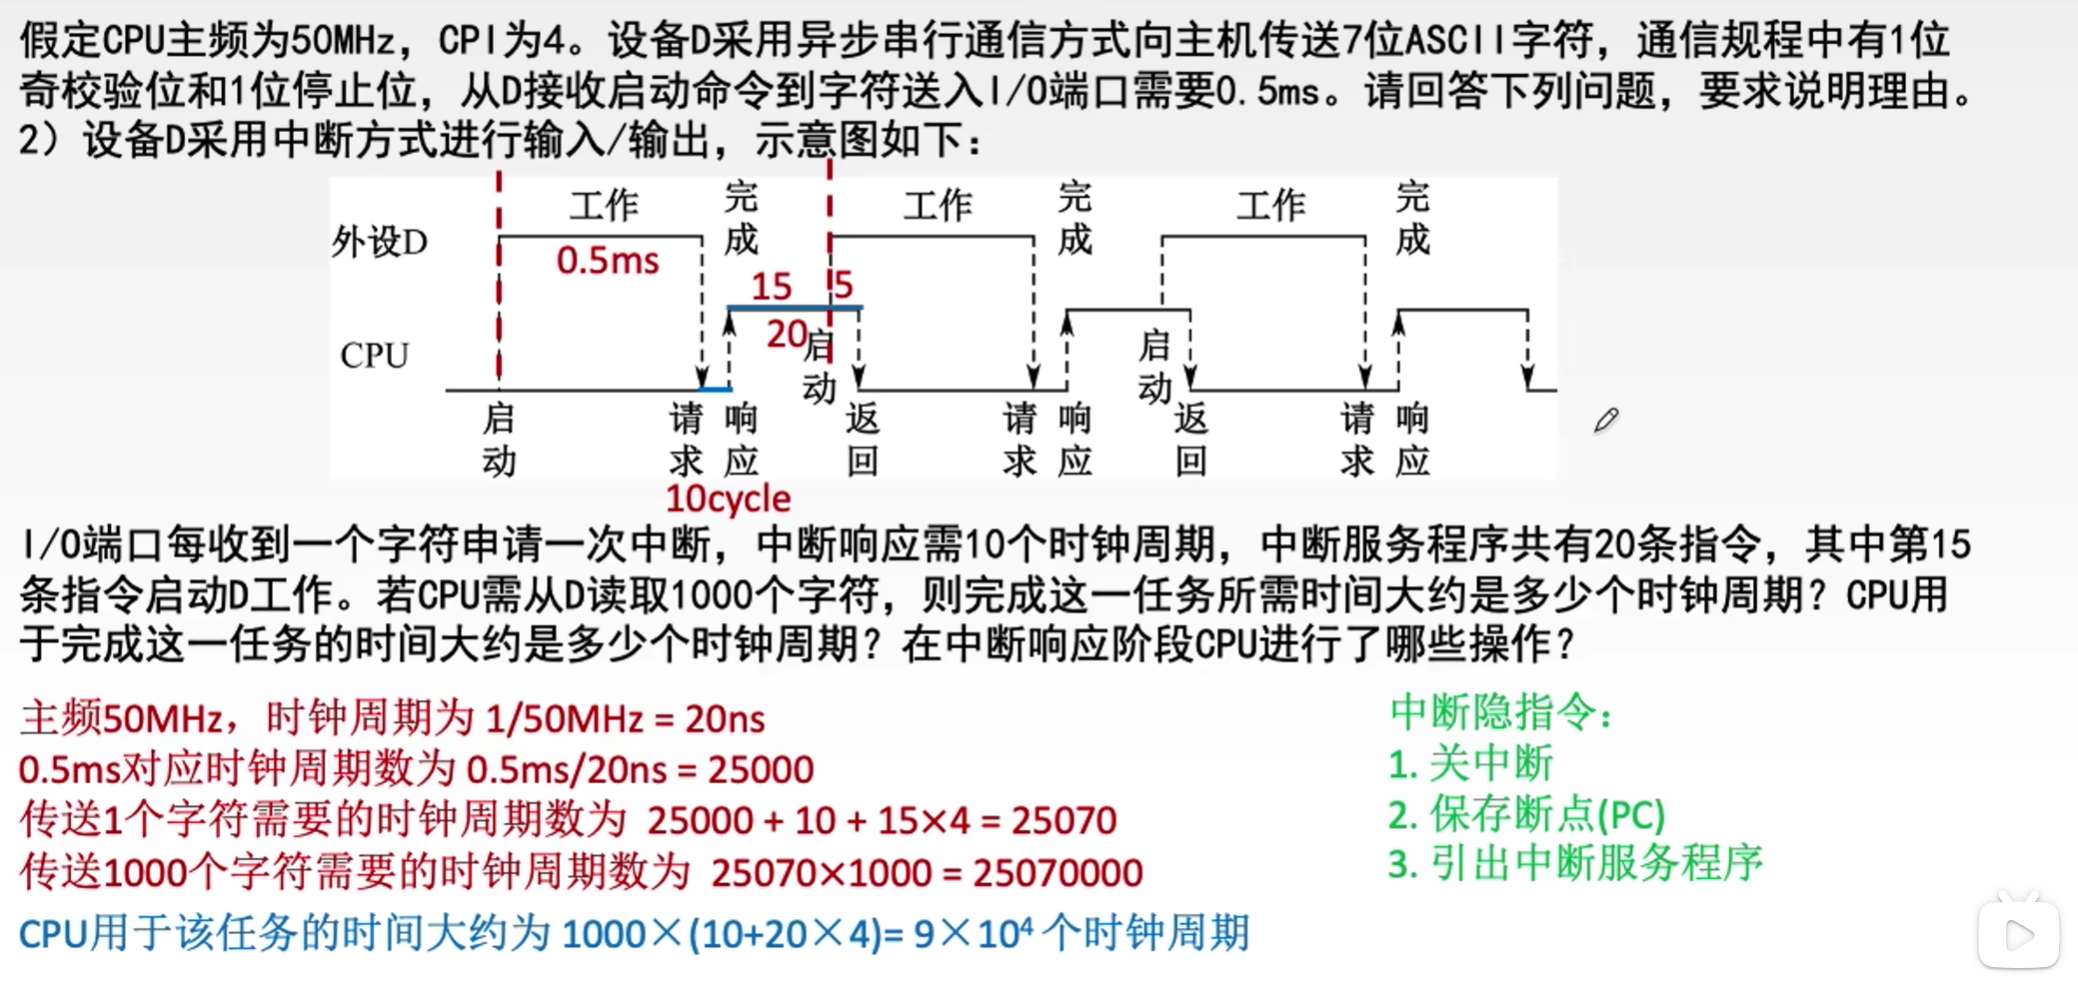 假定CPU主频为50MHz，CPI为4。设备D采用异步串行通信方式向主机传送7位ASCII字符，通信规程中有1位
奇校验位和1位停止位，从D接收启动命令到字符送入I/O端口需要0.5ms。请回答下列问题，要求说明理由。
2）设备D采用中断方式进行输入/输出，示意图如下：
工作 完成 工作 完成 工作 完成
外设D
0.5ms
15 5
20
启动 启动
CPU
启动 请求 响应 返回 请求 响应 返回 请求 响应
10cycle
I/O端口每收到一个字符申请一次中断，中断响应需10个时钟周期，中断服务程序共有20条指令，其中第15
条指令启动D工作。若CPU需从D读取1000个字符，则完成这一任务所需时间大约是多少个时钟周期？CPU用
于完成这一任务的时间大约是多少个时钟周期？在中断响应阶段CPU进行了哪些操作？
主频50MHz，时钟周期为 1/50MHz = 20ns
0.5ms对应时钟周期数为 0.5ms/20ns = 25000
传送1个字符需要的时钟周期数为 25000 + 10 + 15×4 = 25070
传送1000个字符需要的时钟周期数为 25070×1000 = 25070000
CPU用于该任务的时间大约为 1000×(10+20×4)= 9×10⁴ 个时钟周期
中断隐指令：
1. 关中断
2. 保存断点(PC)
3. 引出中断服务程序